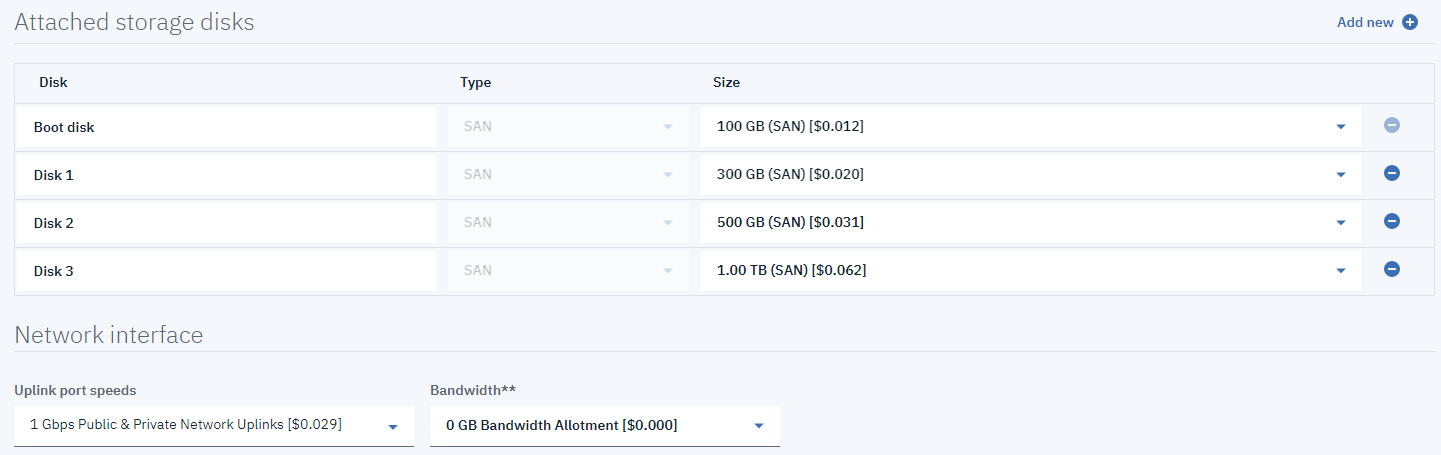 Attached storage disks
Add new
Disk Type Size
Boot disk SAN 100 GB (SAN) [$0.012]
Disk 1 SAN 300 GB (SAN) [$0.020]
Disk 2 SAN 500 GB (SAN) [$0.031]
Disk 3 SAN 1.00 TB (SAN) [$0.062]
Network interface
Uplink port speeds Bandwidth**
1 Gbps Public & Private Network Uplinks [$0.029] 0 GB Bandwidth Allotment [$0.000]